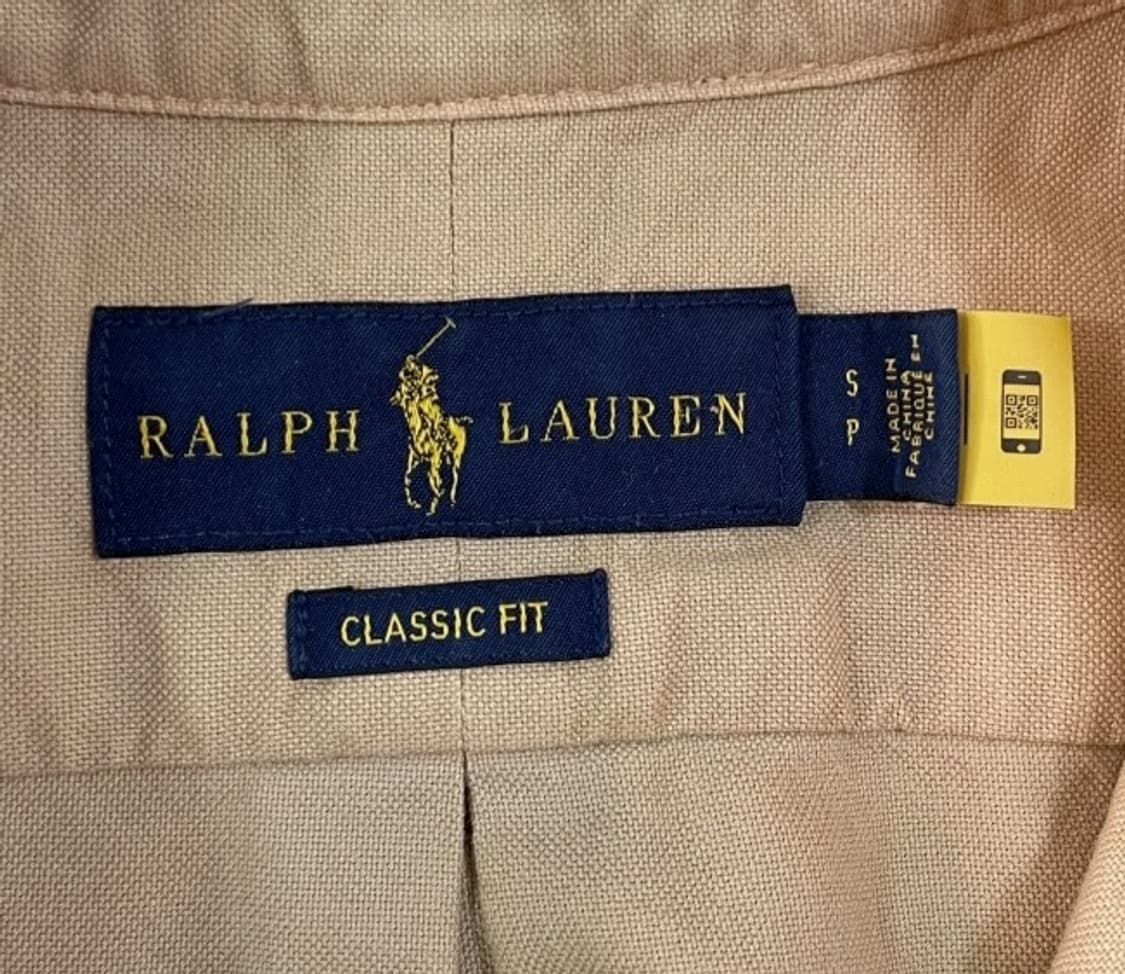 RALPH LAUREN
S
P
MADE IN
CHINA
FABRIQUÉ EN
CHINE
CLASSIC FIT